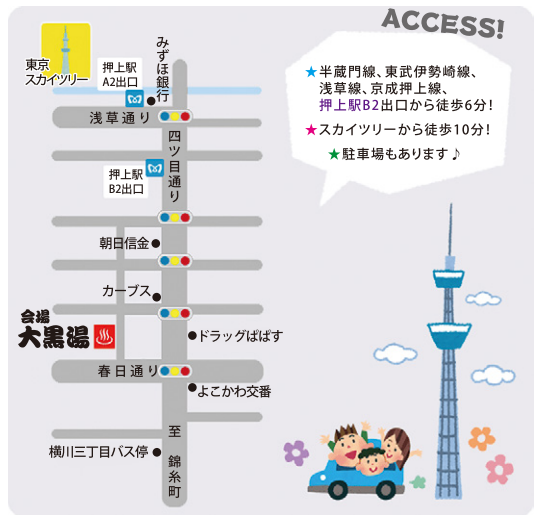 ACCESS!
★半蔵門線、東武伊勢崎線、
浅草線、京成押上線、
押上駅B2出口から徒歩6分！
★スカイツリーから徒歩10分！
★駐車場もあります♪
東京
スカイツリー
押上駅
A2出口
みずほ銀行
浅草通り
四ツ目通り
押上駅
B2出口
朝日信金
カーブス
会場
大黒湯
ドラッグぱぱす
春日通り
よこかわ交番
至 錦糸町
横川三丁目バス停